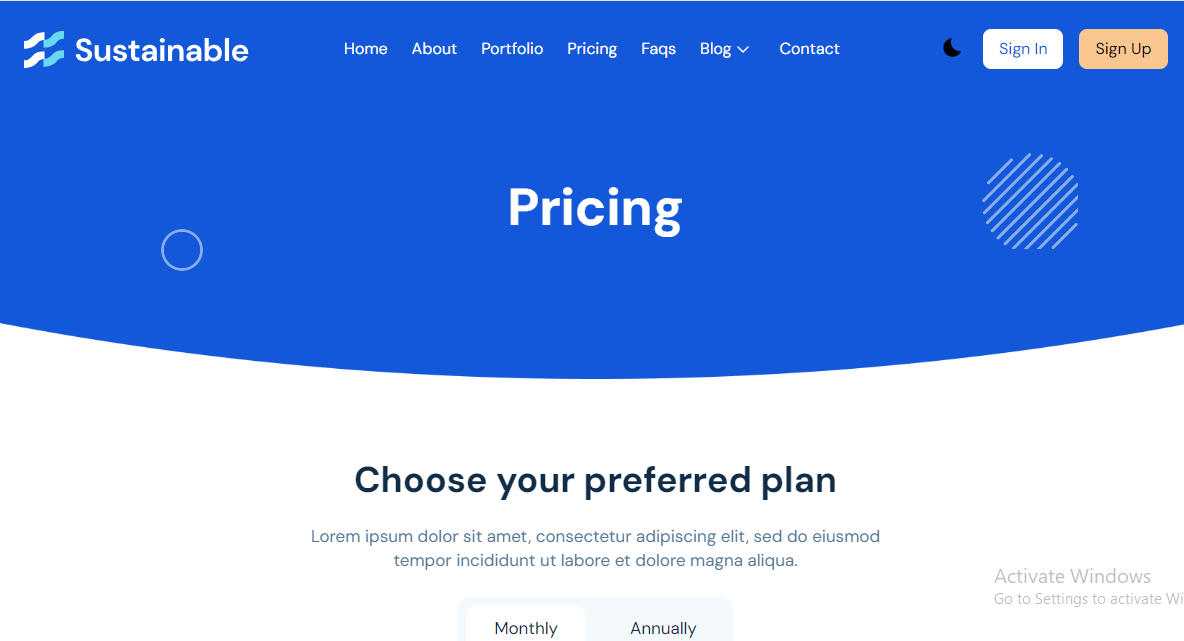 Sustainable
Home About Portfolio Pricing Faqs Blog Contact
Sign In Sign Up
Pricing
Choose your preferred plan
Lorem ipsum dolor sit amet, consectetur adipiscing elit, sed do eiusmod
tempor incididunt ut labore et dolore magna aliqua.
Activate Windows
Go to Settings to activate Wi
Monthly Annually